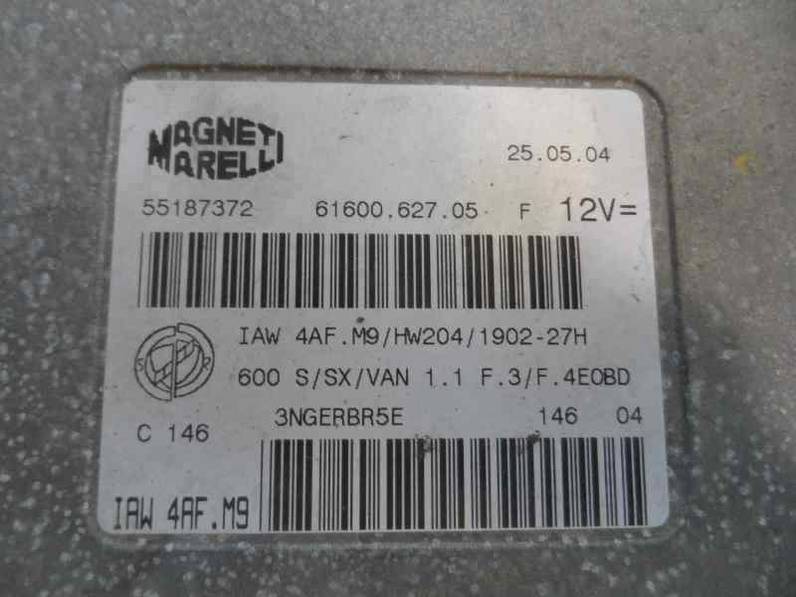 MAGNETI
MARELLI
25.05.04
55187372 61600.627.05 F 12V=
IAW 4AF.M9/HW204/1902-27H
600 S/SX/VAN 1.1 F.3/F.4EOBD
3NGERBR5E 146 04
C 146
IAW 4AF.M9